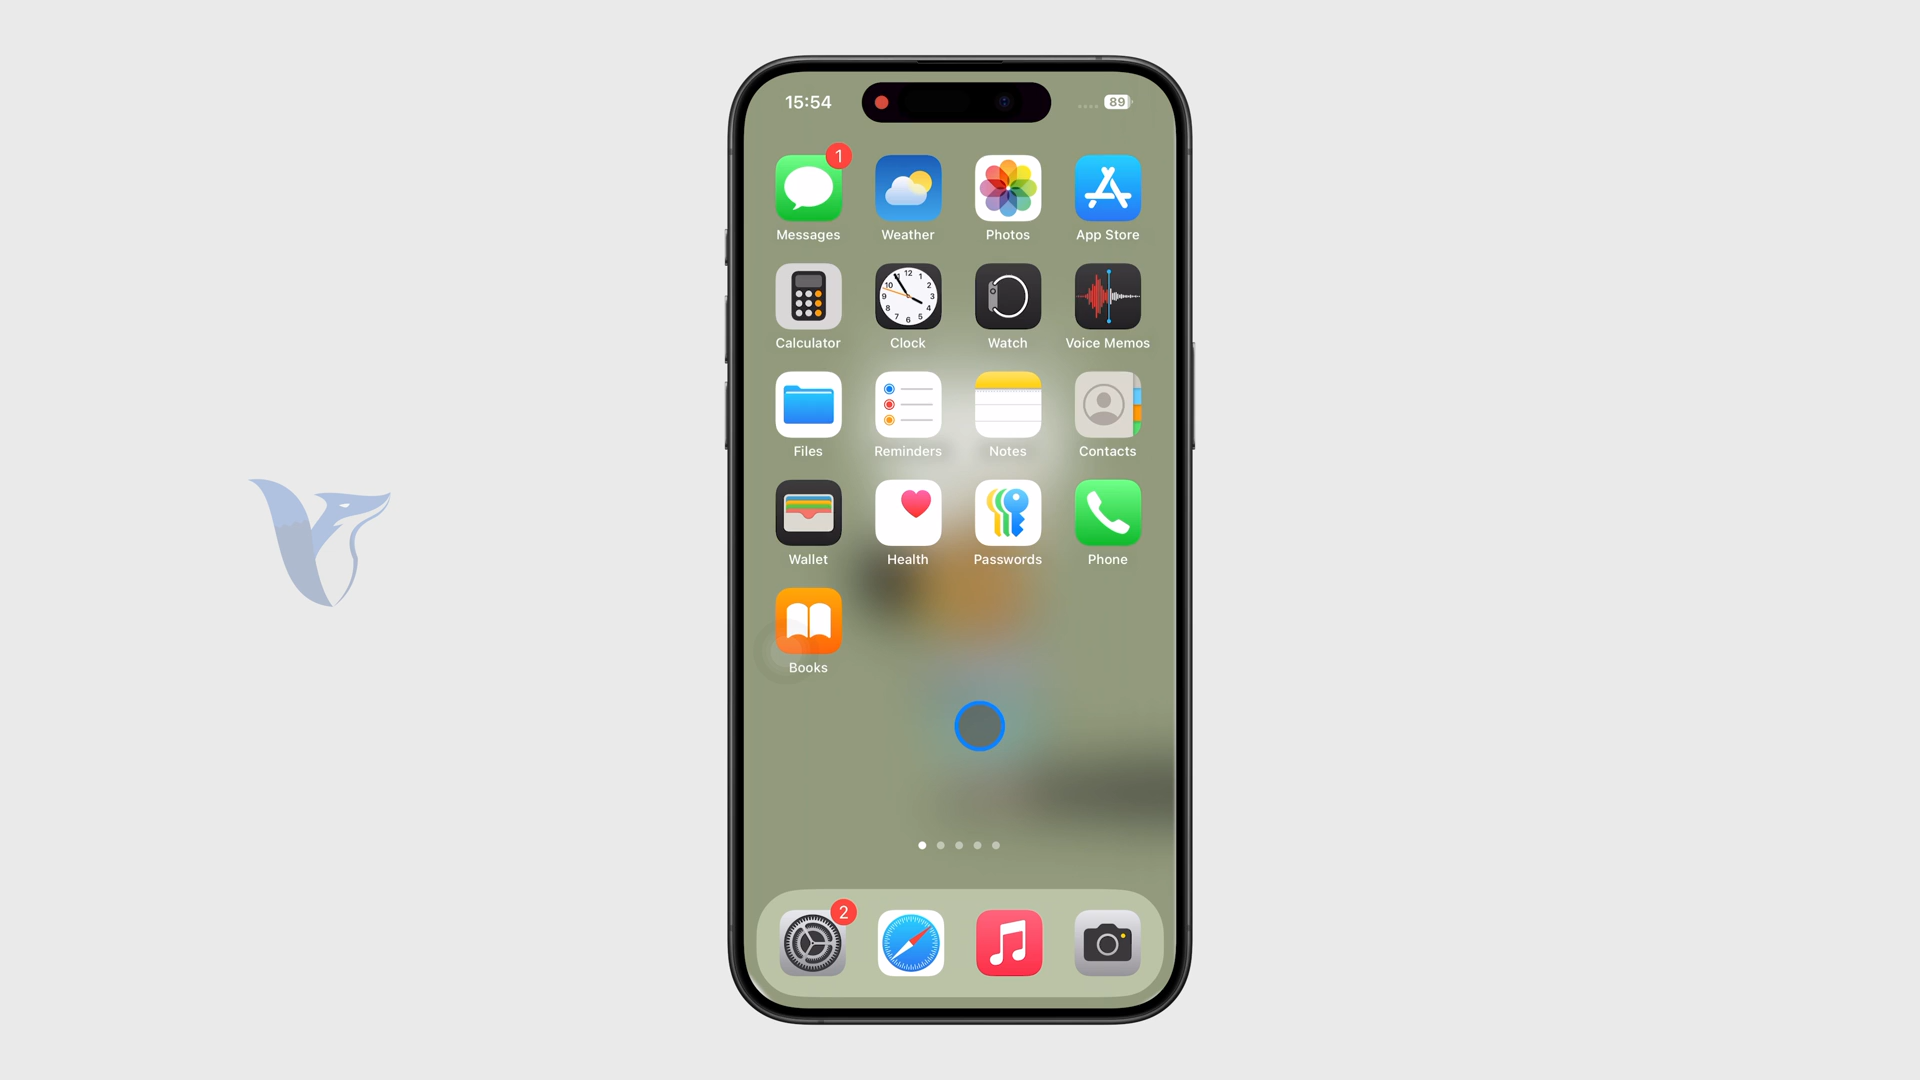 15:54
89
1
Messages
Weather
Photos
App Store
Calculator
Clock
Watch
Voice Memos
Files
Reminders
Notes
Contacts
Wallet
Health
Passwords
Phone
Books
2